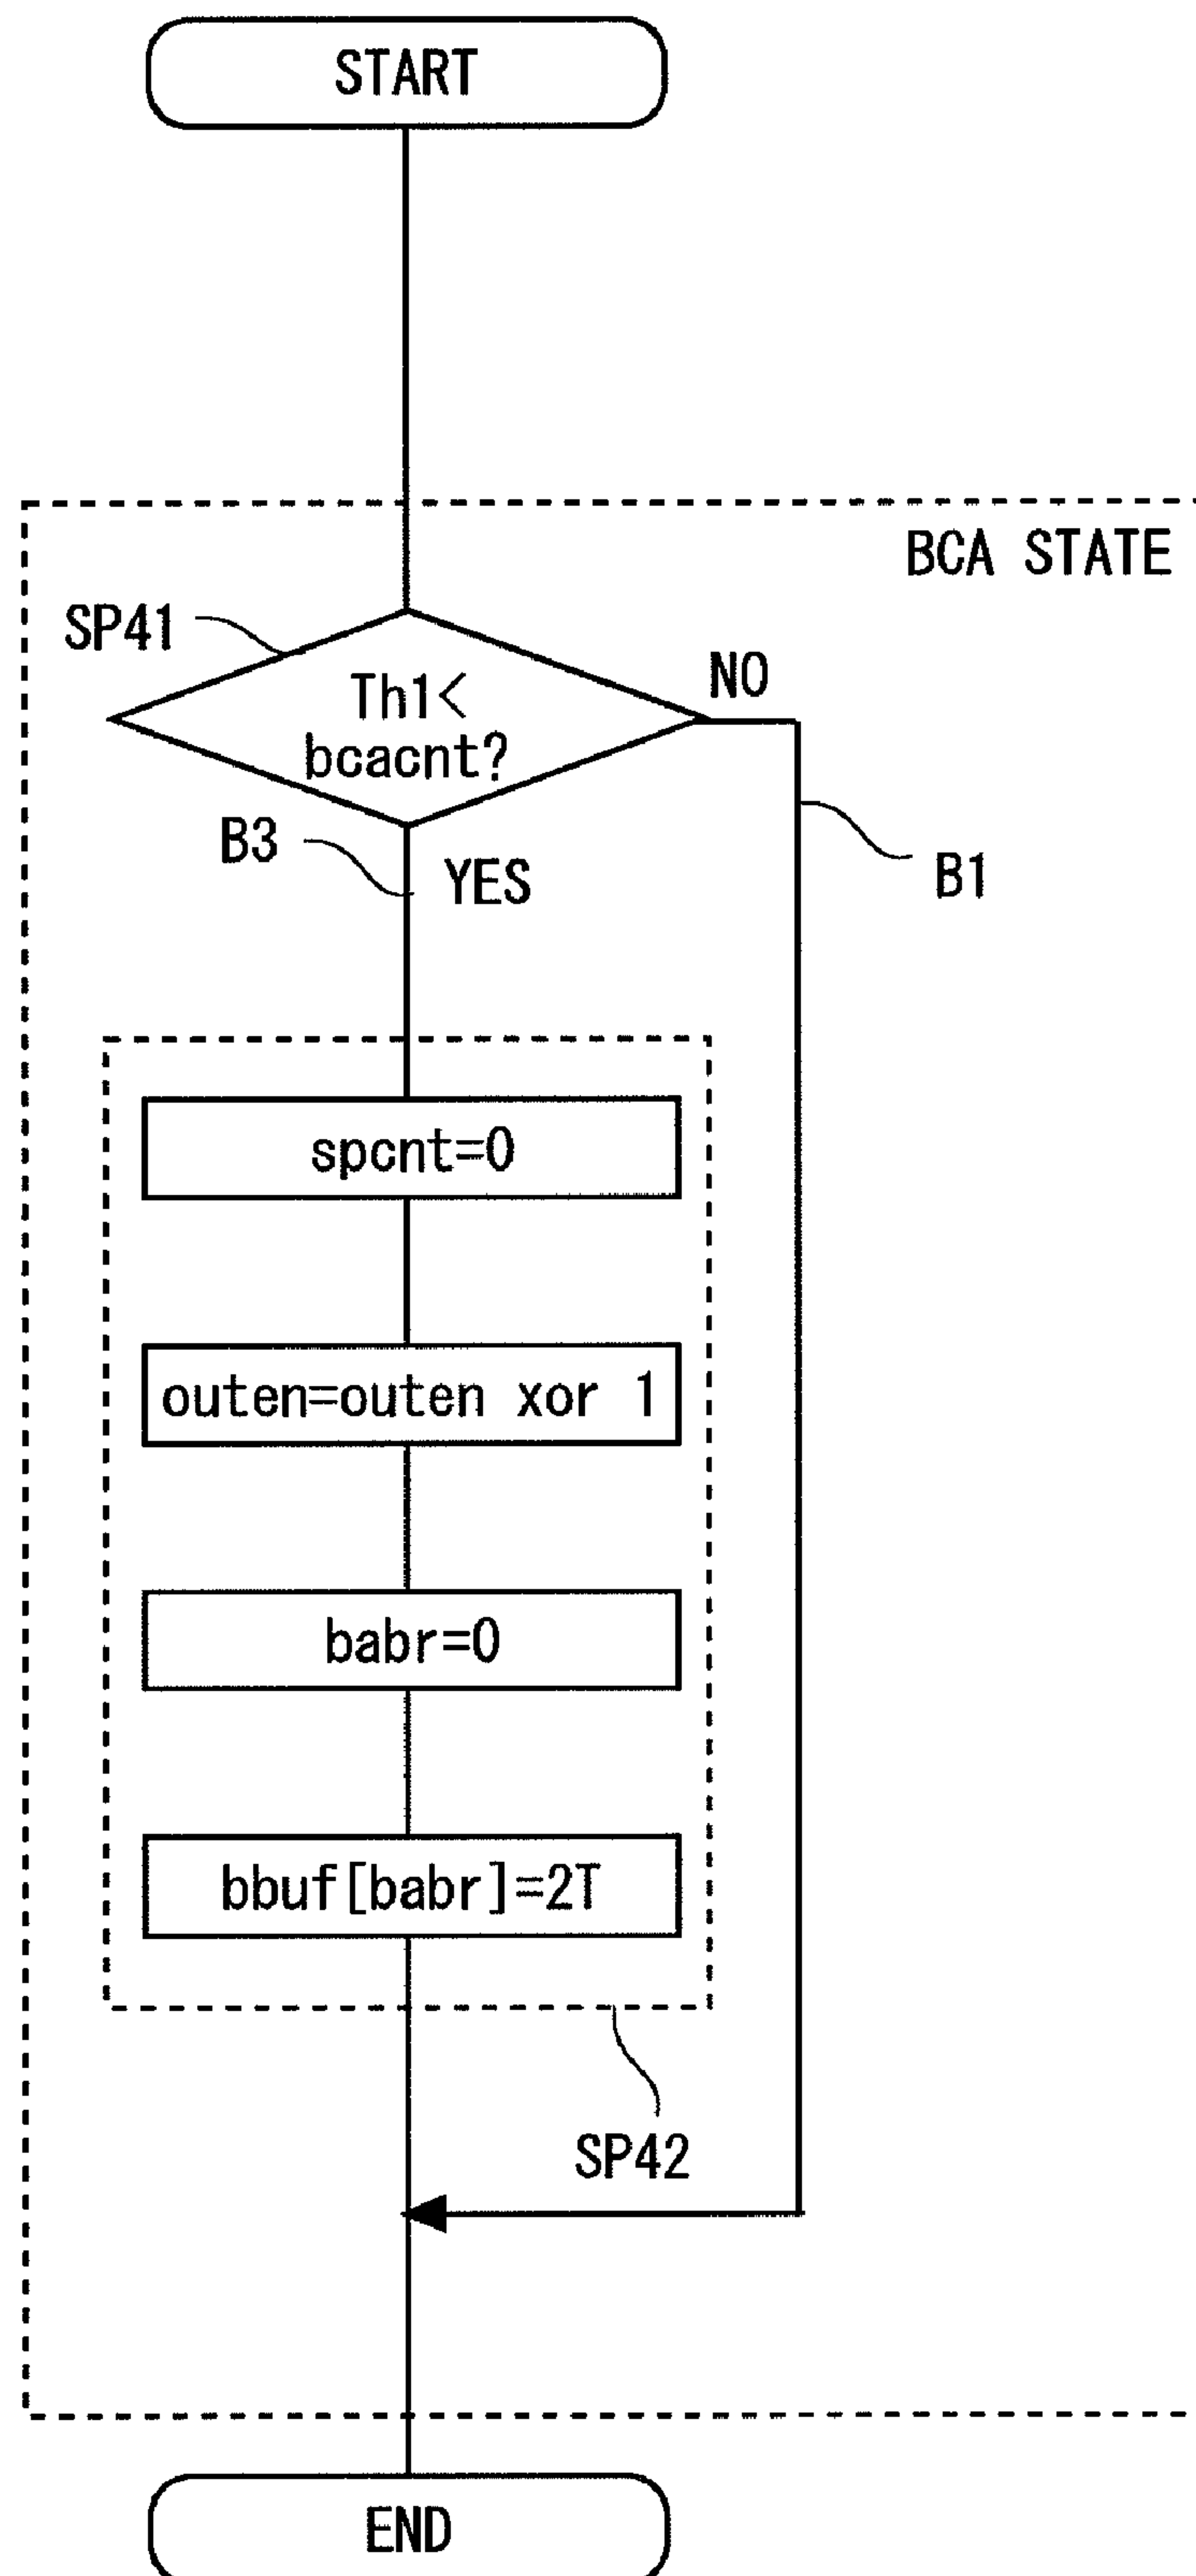 START
BCA STATE
SP41
Th1<
bcacnt?
NO
B3
YES
B1
spcnt=0
outen=outen xor 1
babr=0
bbuf[babr]=2T
SP42
END